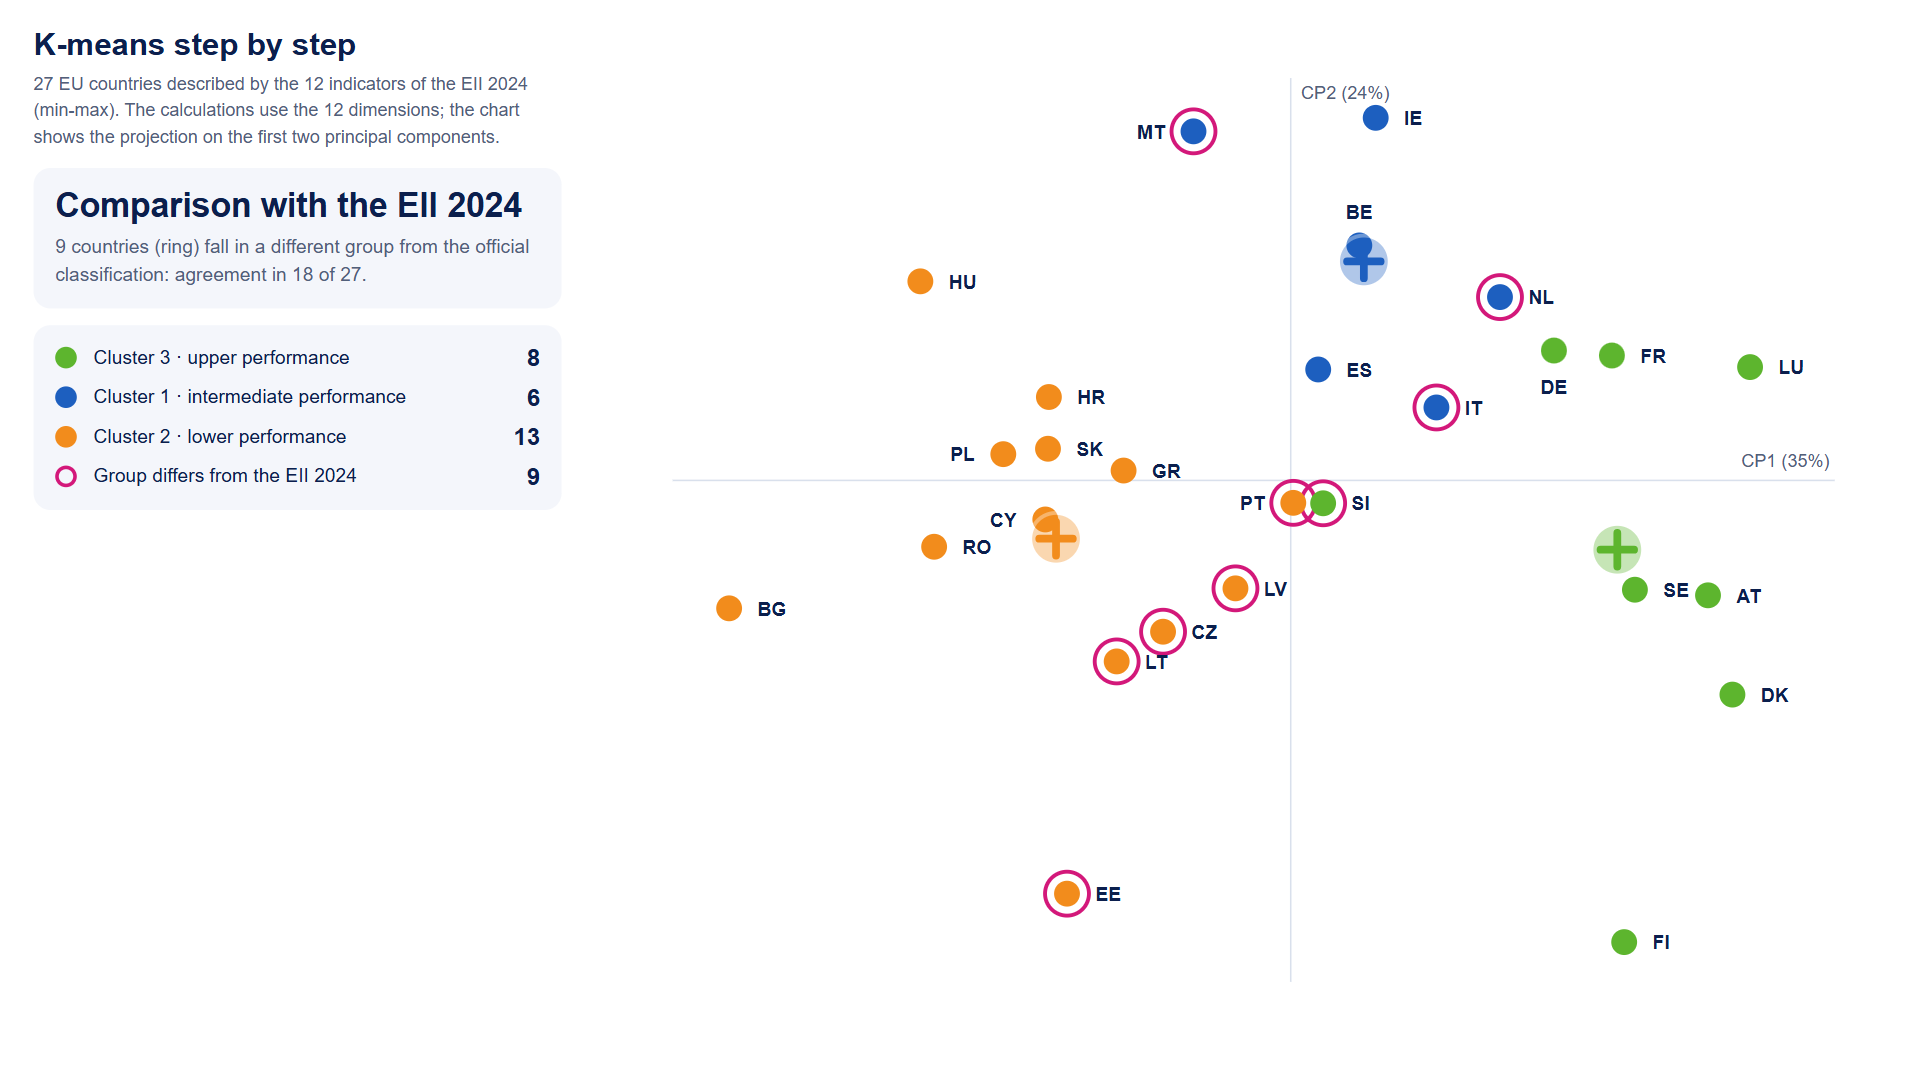 K-means step by step
27 EU countries described by the 12 indicators of the EII 2024
(min-max). The calculations use the 12 dimensions; the chart
shows the projection on the first two principal components.
Comparison with the EII 2024
9 countries (ring) fall in a different group from the official
classification: agreement in 18 of 27.
Cluster 3 · upper performance 8
Cluster 1 · intermediate performance 6
Cluster 2 · lower performance 13
Group differs from the EII 2024 9
CP2 (24%)
IE
MT
BE
HU
NL
FR
LU
ES
DE
HR
IT
SK
PL
CP1 (35%)
GR
PT
SI
CY
RO
LV
SE
AT
BG
CZ
LT
DK
EE
FI